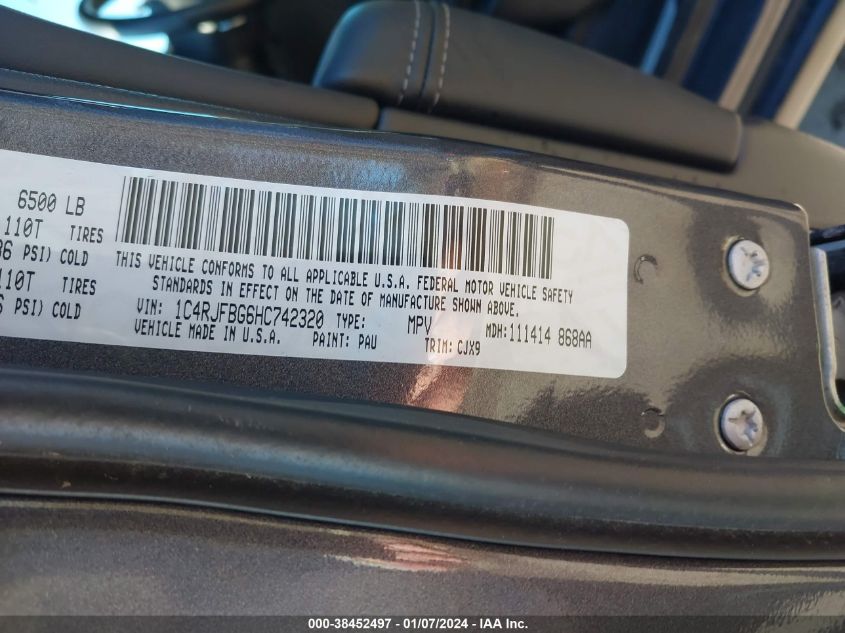 6500 LB
110T TIRES
36 PSI) COLD
110T TIRES
6 PSI) COLD
THIS VEHICLE CONFORMS TO ALL APPLICABLE U.S.A. FEDERAL MOTOR VEHICLE SAFETY
STANDARDS IN EFFECT ON THE DATE OF MANUFACTURE SHOWN ABOVE.
VIN: 1C4RJFBG6HC742320 TYPE: MPV MDH:111414 868AA
VEHICLE MADE IN U.S.A. PAINT: PAU TRIM: CJX9
000-38452497 - 01/07/2024 - IAA Inc.